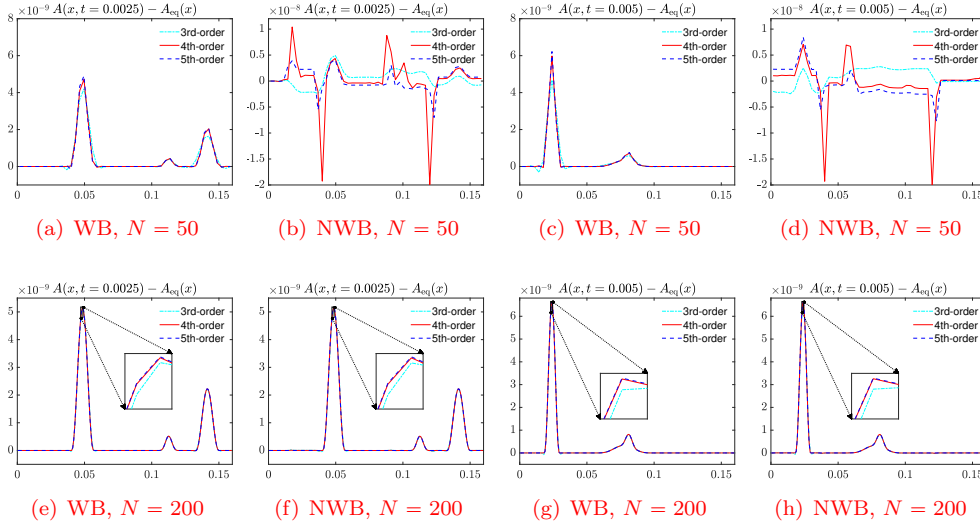 ×10⁻⁹ A(x, t = 0.0025) − A_eq(x)
8
6
4
2
0
0 0.05 0.1 0.15
3rd-order
4th-order
5th-order
(a) WB, N = 50
×10⁻⁸ A(x, t = 0.0025) − A_eq(x)
1
0.5
0
-0.5
-1
-1.5
-2
0 0.05 0.1 0.15
3rd-order
4th-order
5th-order
(b) NWB, N = 50
×10⁻⁹ A(x, t = 0.005) − A_eq(x)
8
6
4
2
0
0 0.05 0.1 0.15
3rd-order
4th-order
5th-order
(c) WB, N = 50
×10⁻⁸ A(x, t = 0.005) − A_eq(x)
1
0.5
0
-0.5
-1
-1.5
-2
0 0.05 0.1 0.15
3rd-order
4th-order
5th-order
(d) NWB, N = 50
×10⁻⁹ A(x, t = 0.0025) − A_eq(x)
5
4
3
2
1
0
0 0.05 0.1 0.15
3rd-order
4th-order
5th-order
(e) WB, N = 200
×10⁻⁹ A(x, t = 0.0025) − A_eq(x)
5
4
3
2
1
0
0 0.05 0.1 0.15
3rd-order
4th-order
5th-order
(f) NWB, N = 200
×10⁻⁹ A(x, t = 0.005) − A_eq(x)
6
5
4
3
2
1
0
0 0.05 0.1 0.15
3rd-order
4th-order
5th-order
(g) WB, N = 200
×10⁻⁹ A(x, t = 0.005) − A_eq(x)
6
5
4
3
2
1
0
0 0.05 0.1 0.15
3rd-order
4th-order
5th-order
(h) NWB, N = 200